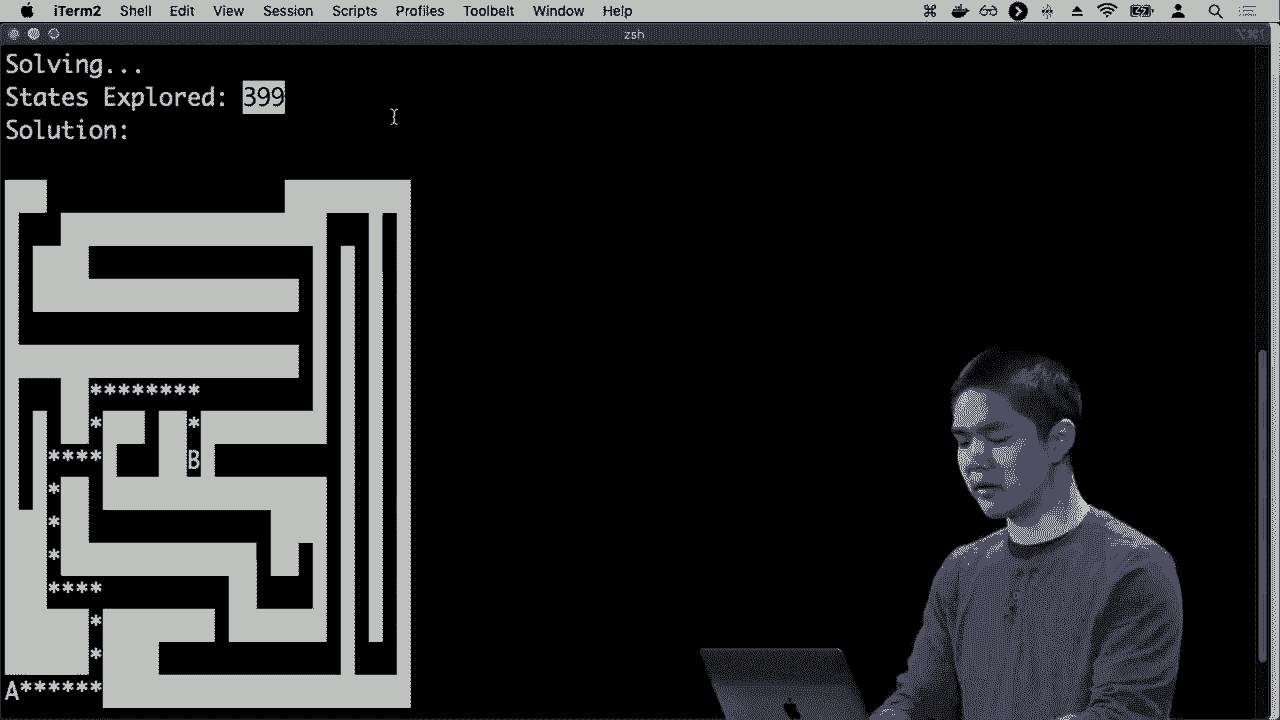 iTerm2 Shell Edit View Session Scripts Profiles Toolbelt Window Help
zsh
Solving...
States Explored: 399
Solution:
********
* *
**** B
*
*
*
****
*
*
A******